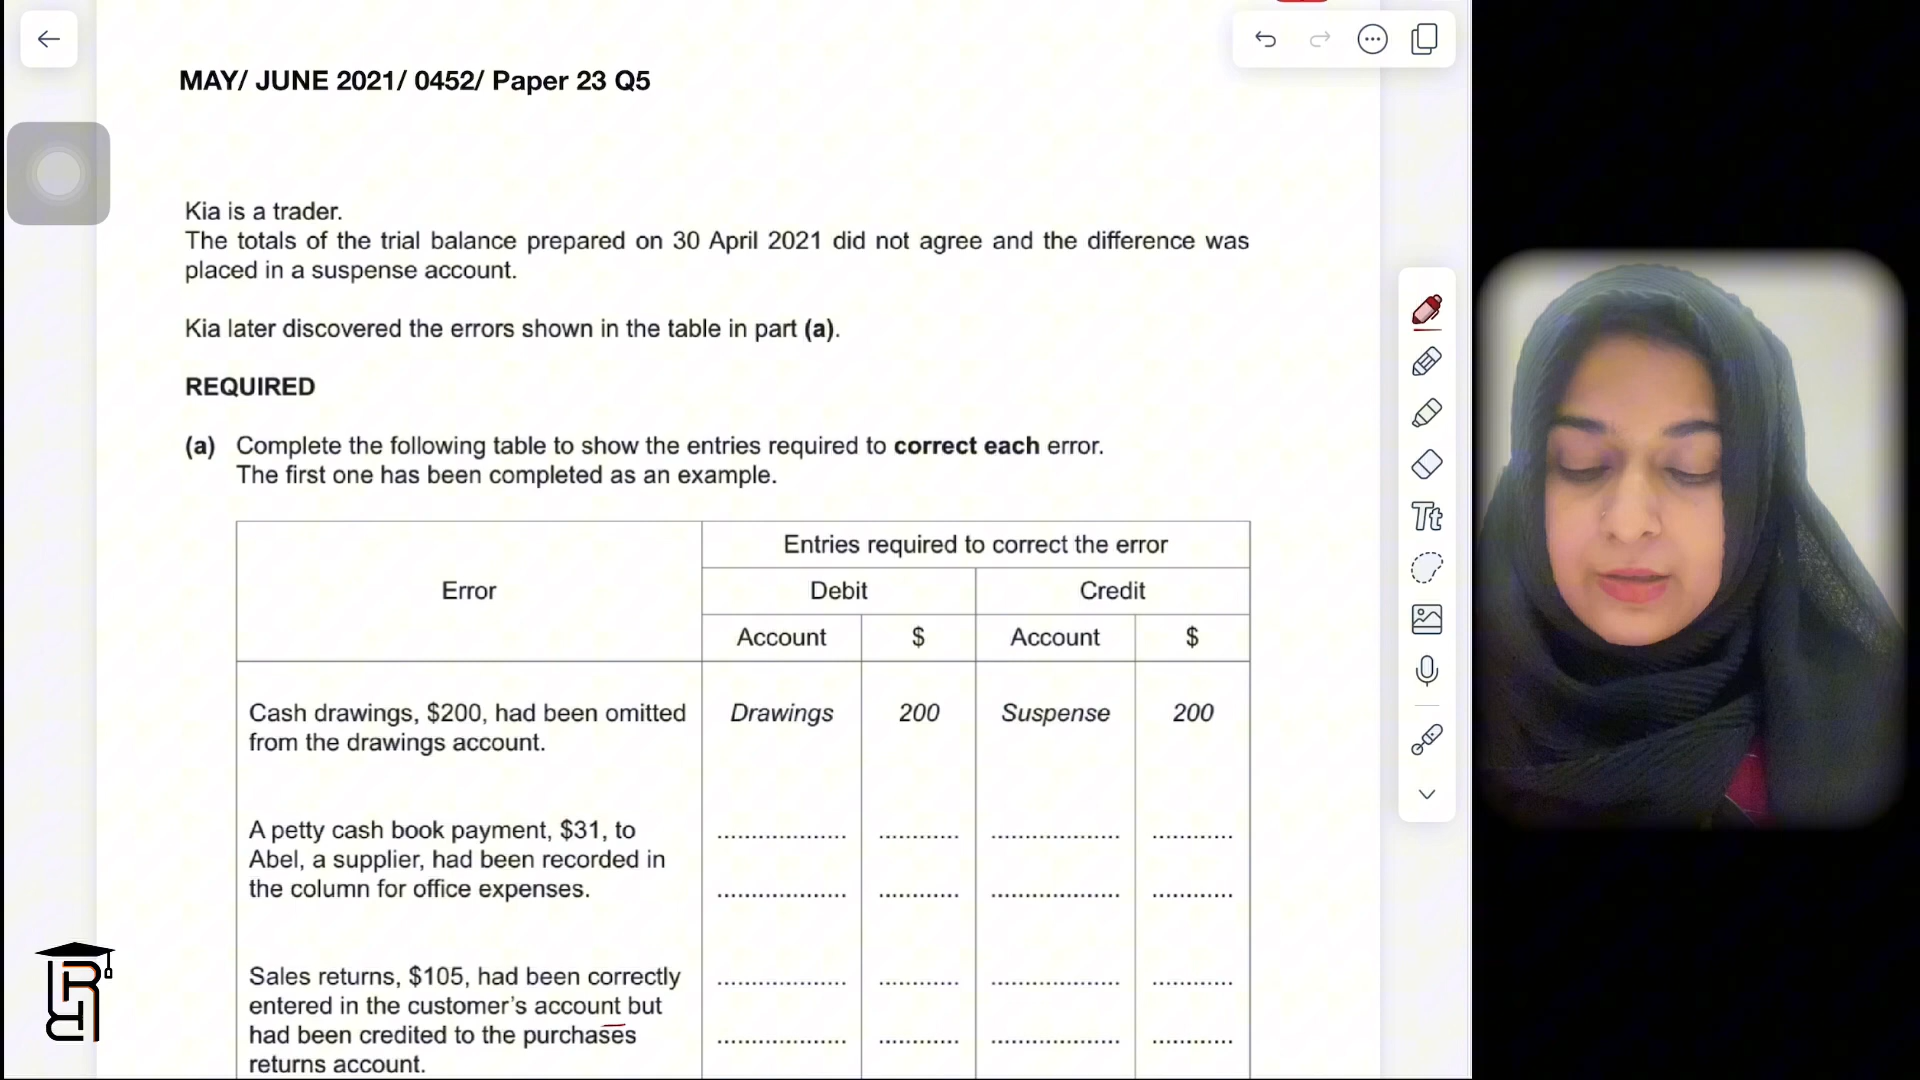 MAY/ JUNE 2021/ 0452/ Paper 23 Q5
Kia is a trader.
The totals of the trial balance prepared on 30 April 2021 did not agree and the difference was
placed in a suspense account.
Kia later discovered the errors shown in the table in part (a).
REQUIRED
(a) Complete the following table to show the entries required to correct each error.
The first one has been completed as an example.
Entries required to correct the error
Error
Debit Credit
Account $ Account $
Cash drawings, $200, had been omitted
from the drawings account.
Drawings 200 Suspense 200
A petty cash book payment, $31, to
Abel, a supplier, had been recorded in
the column for office expenses.
Sales returns, $105, had been correctly
entered in the customer's account but
had been credited to the purchases
returns account.
Tt